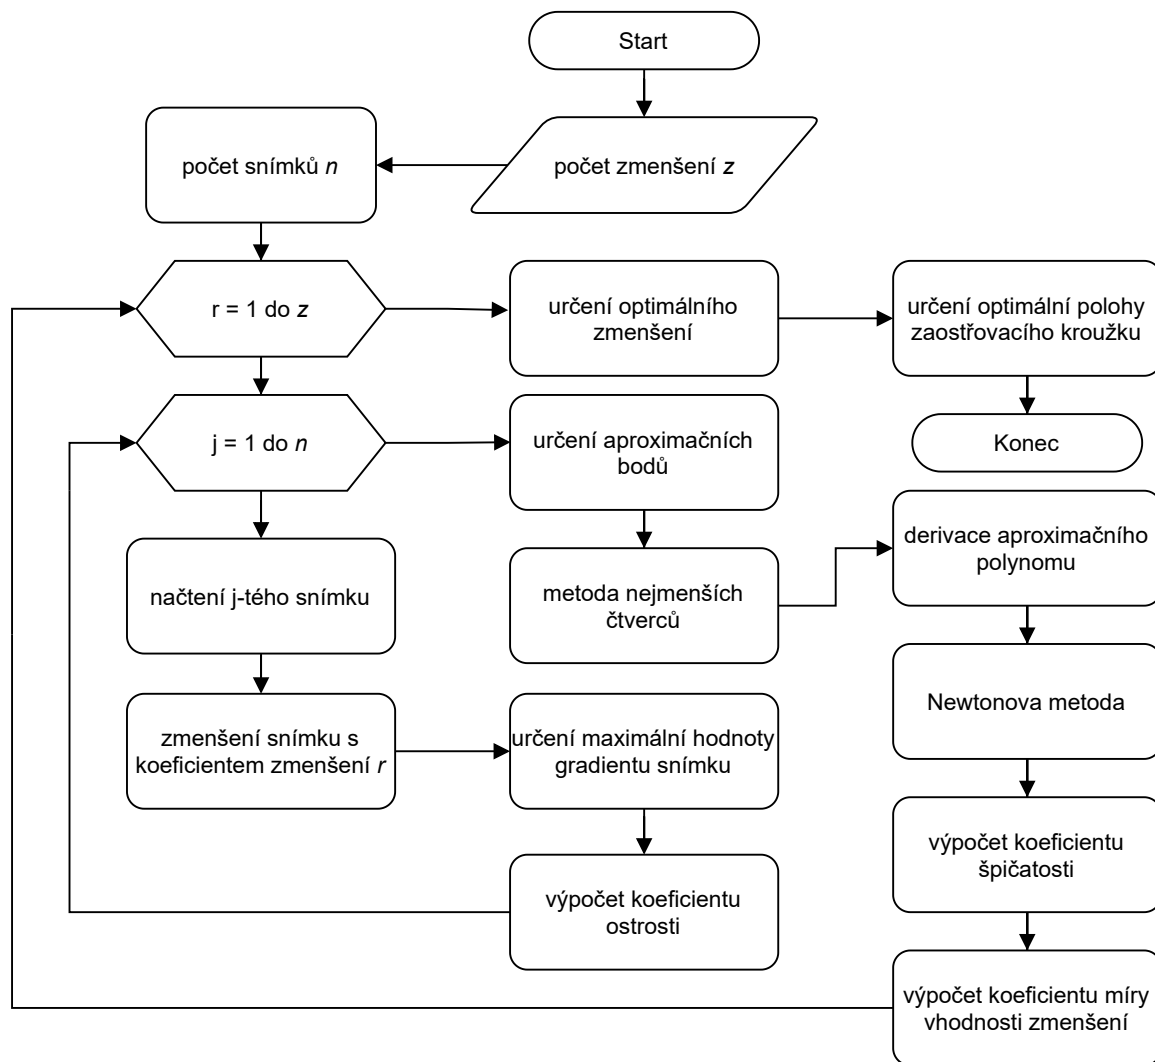 Start
počet snímků n
počet zmenšení z
r = 1 do z
určení optimálního
zmenšení
určení optimální polohy
zaostřovacího kroužku
j = 1 do n
určení aproximačních
bodů
Konec
načtení j-tého snímku
metoda nejmenších
čtverců
derivace aproximačního
polynomu
zmenšení snímku s
koeficientem zmenšení r
určení maximální hodnoty
gradientu snímku
Newtonova metoda
výpočet koeficientu
ostrosti
výpočet koeficientu
špičatosti
výpočet koeficientu míry
vhodnosti zmenšení